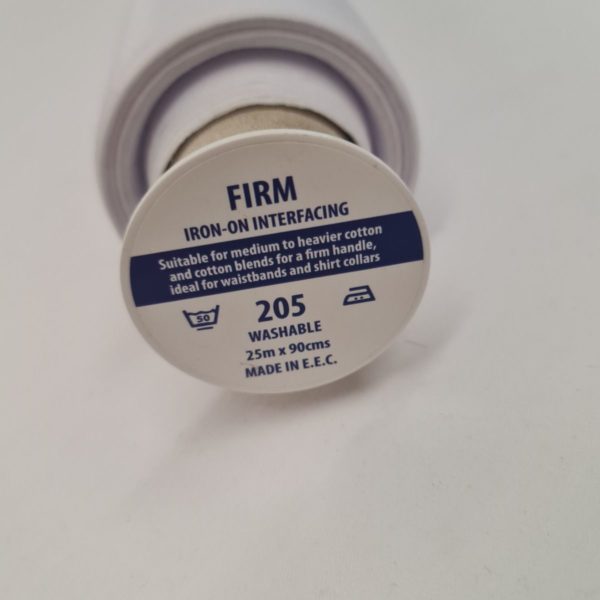 FIRM
IRON-ON INTERFACING
Suitable for medium to heavier cotton
and cotton blends for a firm handle,
ideal for waistbands and shirt collars
50
205
WASHABLE
25m x 90cms
MADE IN E.E.C.